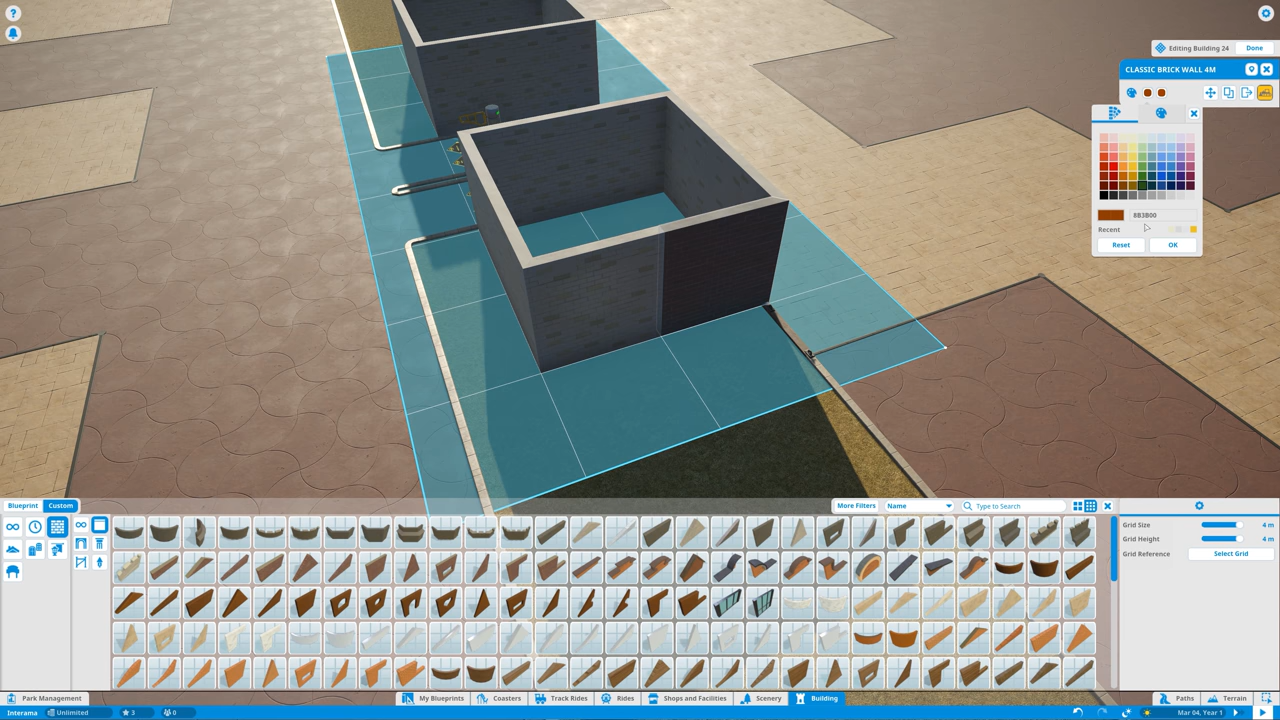 ?
Editing Building 24 Done
CLASSIC BRICK WALL 4M
8B3B00
Recent
Reset OK
Blueprint Custom More Filters Name Type to Search
Grid Size 4 m
Grid Height 4 m
Grid Reference Select Grid
Park Management My Blueprints Coasters Track Rides Rides Shops and Facilities Scenery Building Paths Terrain
Interama Unlimited 3 0 Mar 04, Year 1